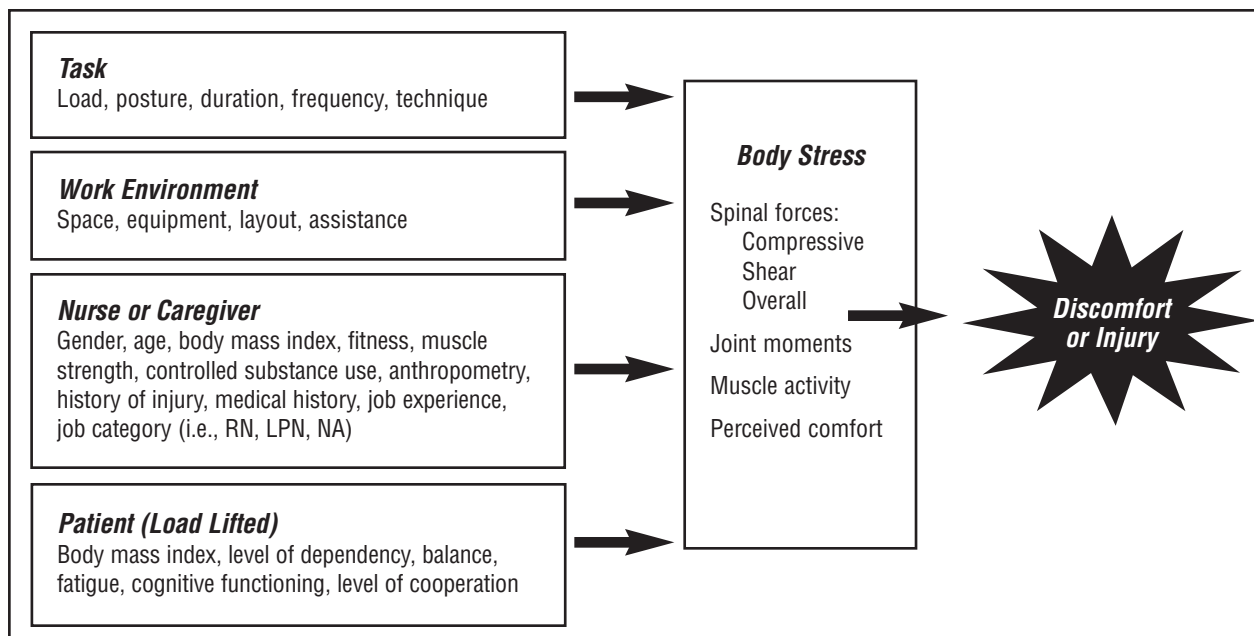 Task
Load, posture, duration, frequency, technique
Work Environment
Space, equipment, layout, assistance
Nurse or Caregiver
Gender, age, body mass index, fitness, muscle
strength, controlled substance use, anthropometry,
history of injury, medical history, job experience,
job category (i.e., RN, LPN, NA)
Patient (Load Lifted)
Body mass index, level of dependency, balance,
fatigue, cognitive functioning, level of cooperation
Body Stress
Spinal forces:
Compressive
Shear
Overall
Joint moments
Muscle activity
Perceived comfort
Discomfort
or Injury